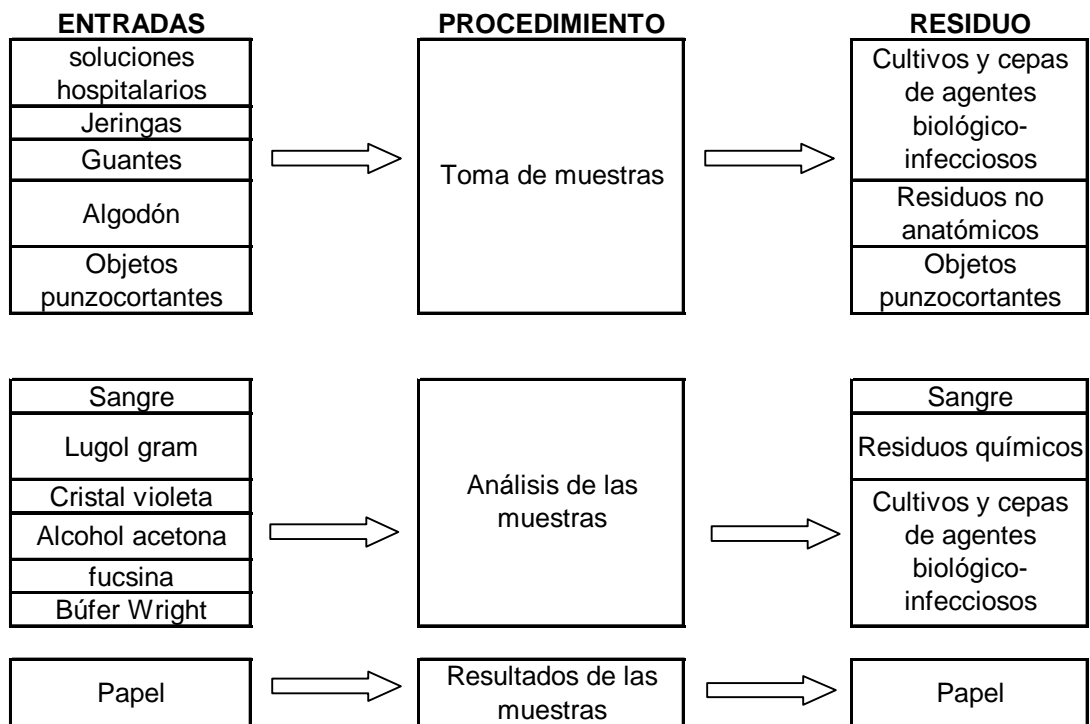 ENTRADAS
PROCEDIMIENTO
RESIDUO
soluciones
hospitalarios
Jeringas
Guantes
Algodón
Objetos
punzocortantes
Toma de muestras
Cultivos y cepas
de agentes
biológico-
infecciosos
Residuos no
anatómicos
Objetos
punzocortantes
Sangre
Lugol gram
Cristal violeta
Alcohol acetona
fucsina
Búfer Wright
Análisis de las
muestras
Sangre
Residuos químicos
Cultivos y cepas
de agentes
biológico-
infecciosos
Papel
Resultados de las
muestras
Papel